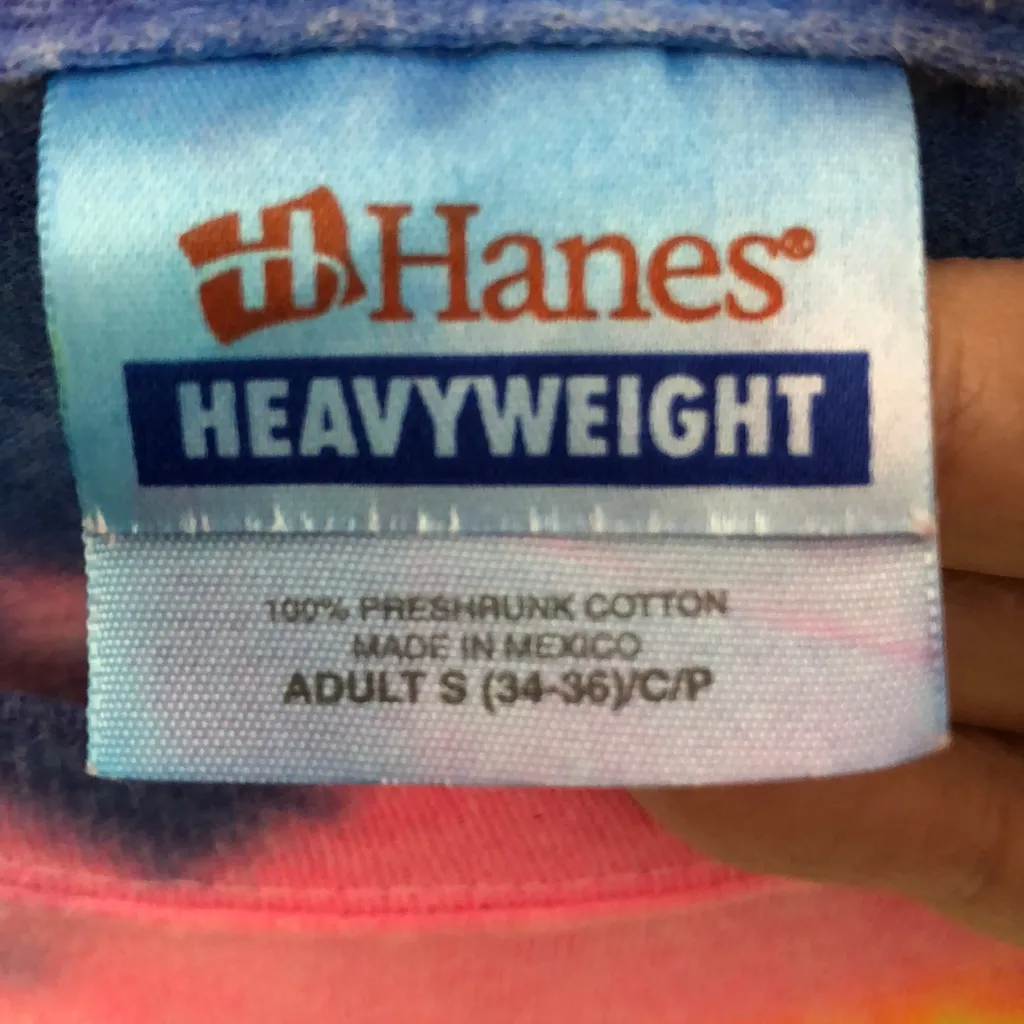 Hanes®
HEAVYWEIGHT
100% PRESHRUNK COTTON
MADE IN MEXICO
ADULT S (34-36)/C/P